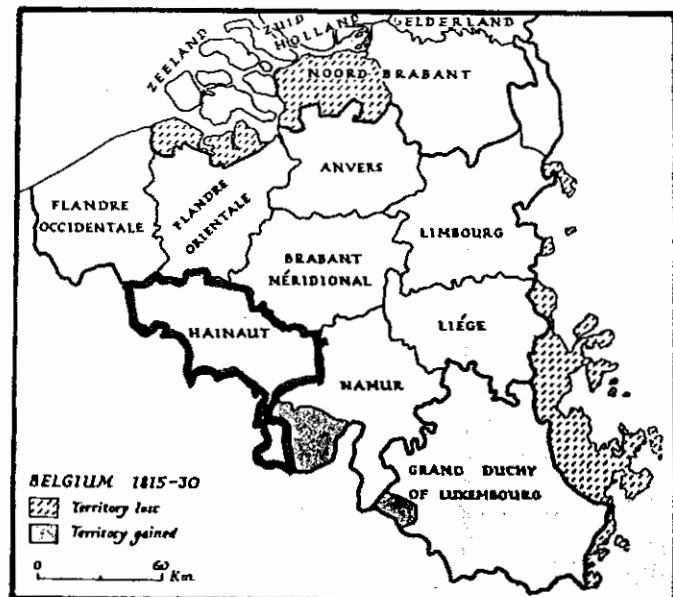 GELDERLAND
ZUID
HOLLAND
ZEELAND
NOORD BRABANT
ANVERS
FLANDRE
OCCIDENTALE
FLANDRE
ORIENTALE
LIMBOURG
BRABANT
MÉRIDIONAL
HAINAUT
LIÉGE
NAMUR
GRAND DUCHY
OF LUXEMBOURG
BELGIUM 1815-30
Territory lost
Territory gained
0 60
Km.